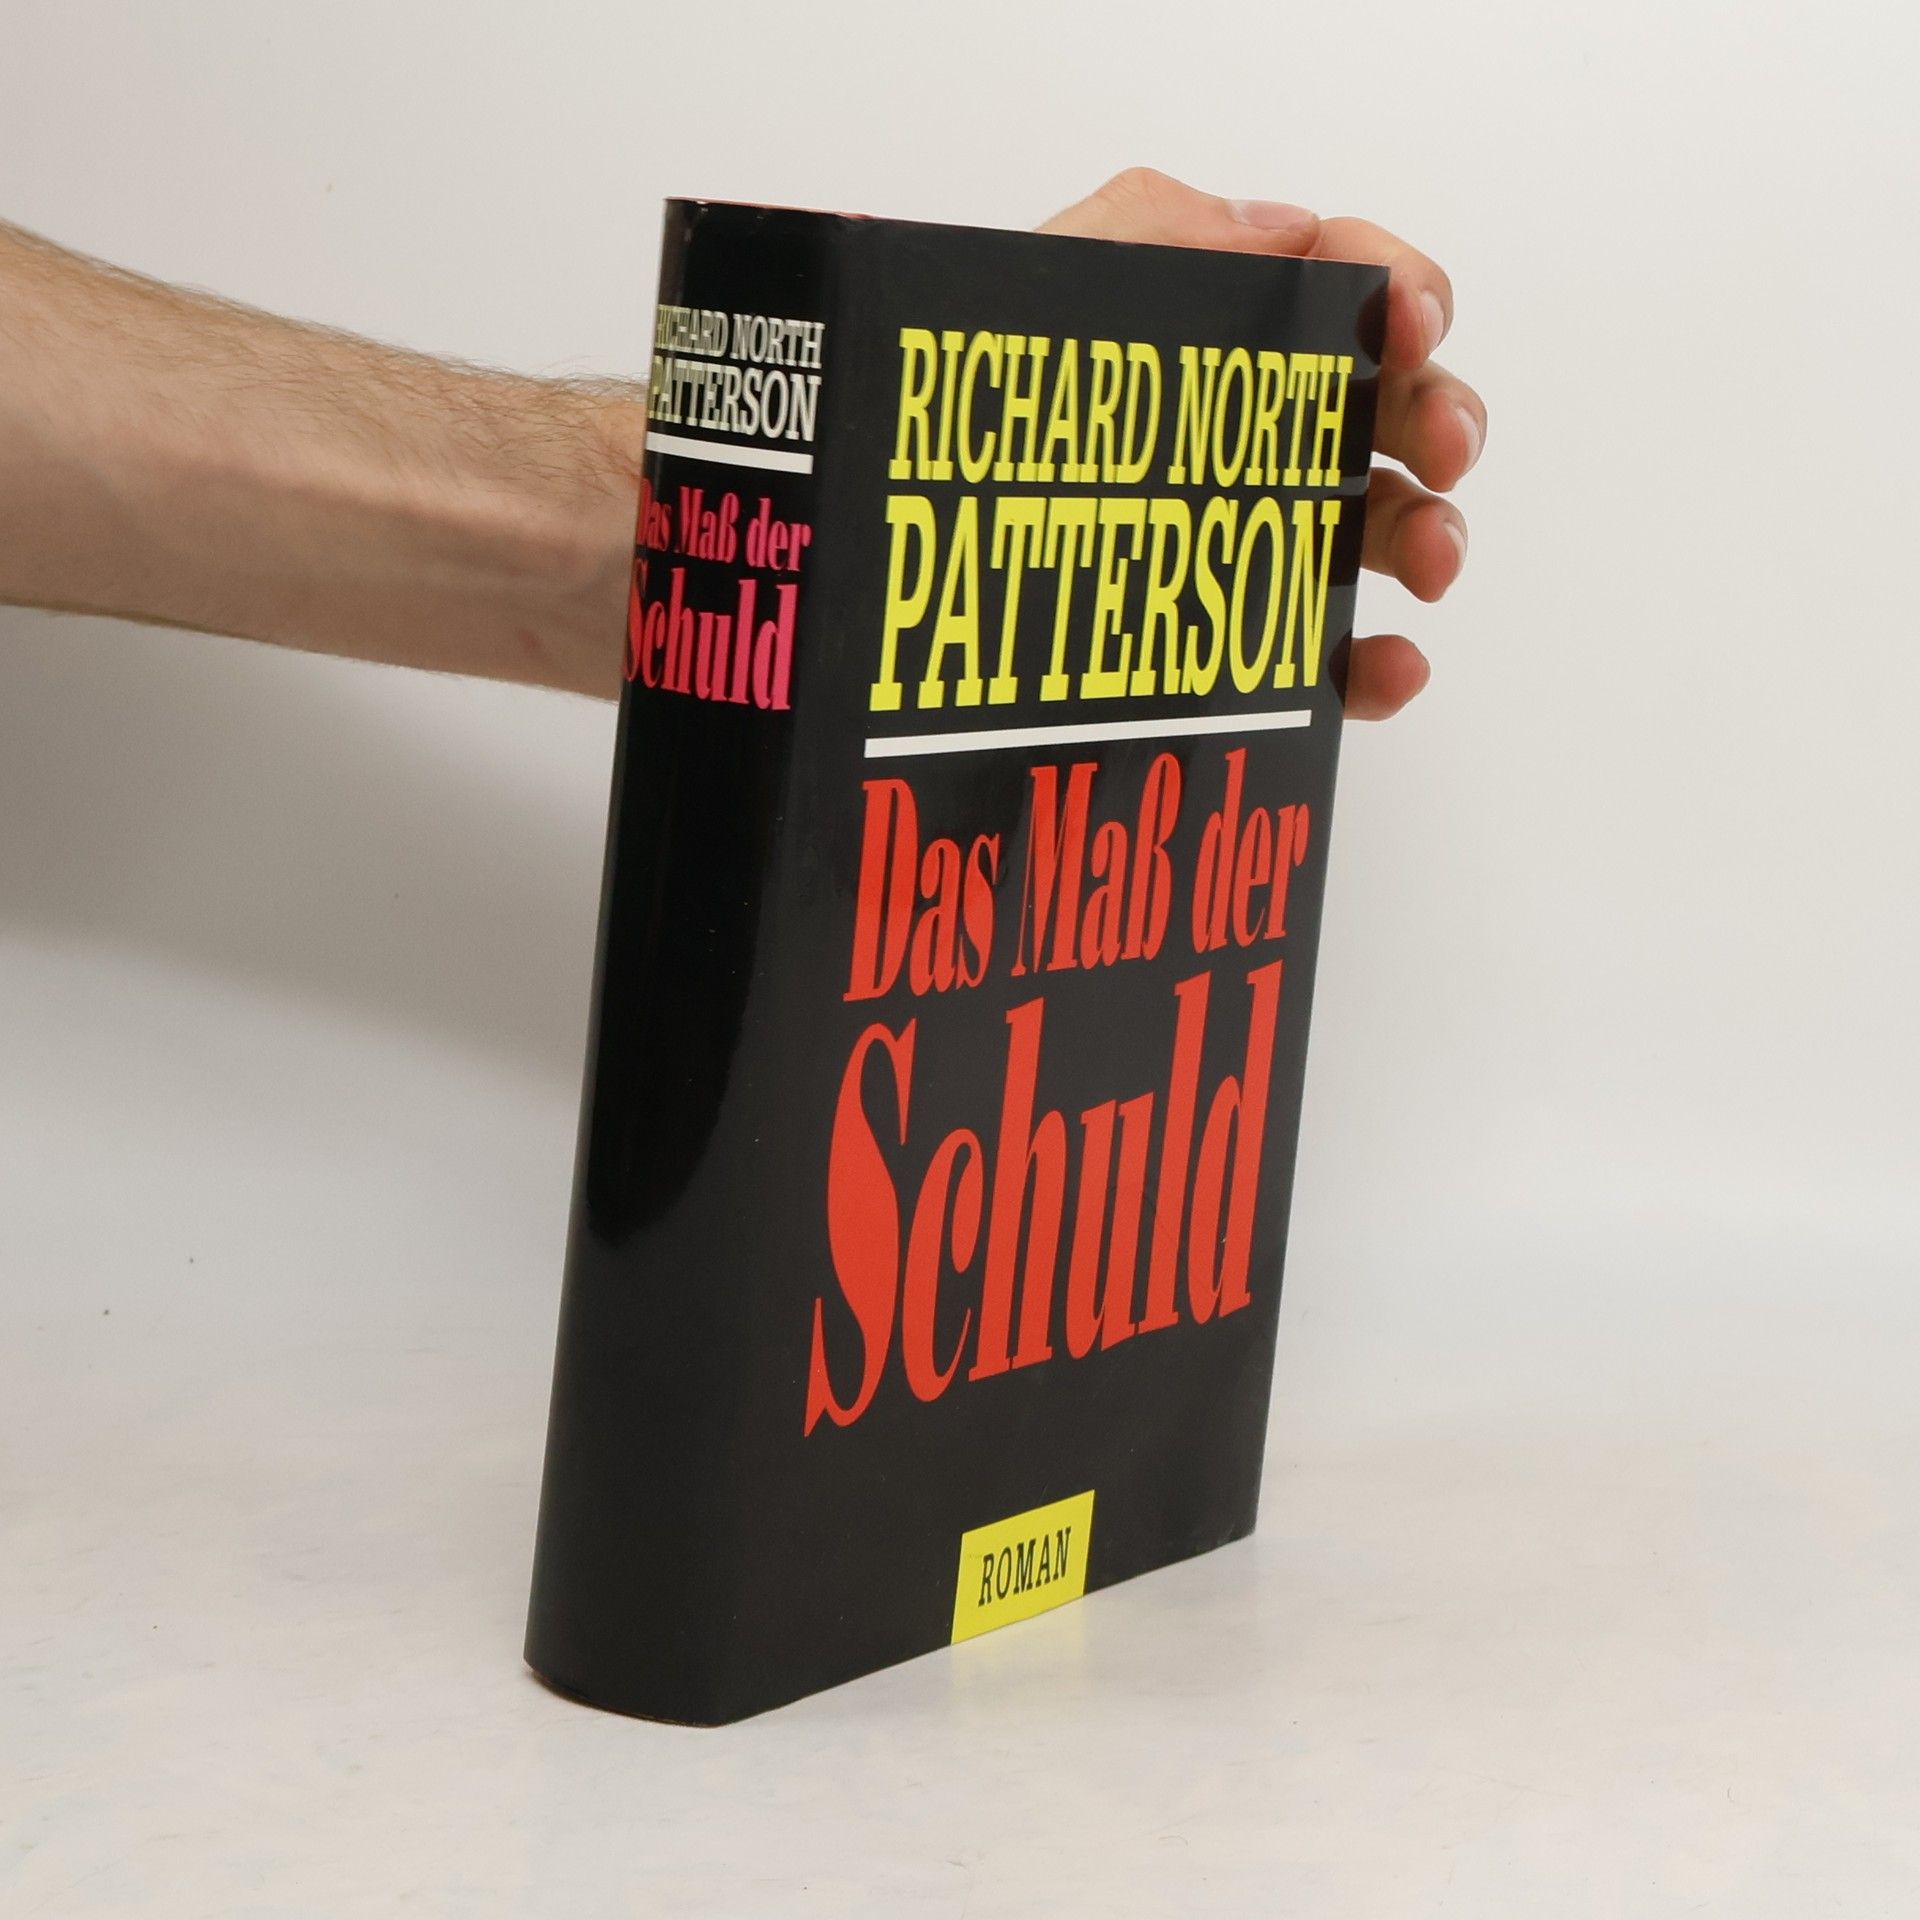 RICHARD NORTH
PATTERSON
Das Maß der
Schuld
RICHARD NORTH
PATTERSON
Das Maß der
Schuld
ROMAN